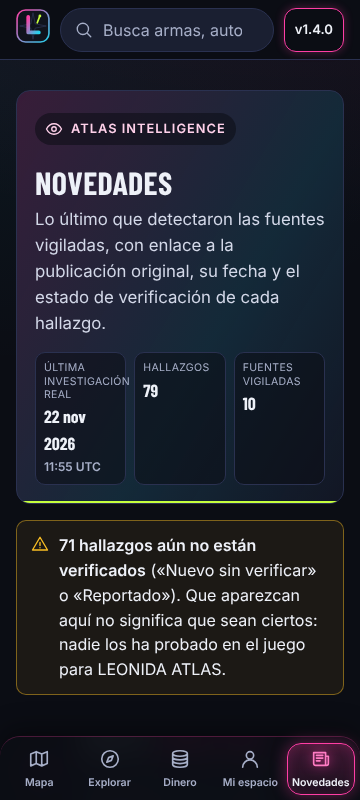 Busca armas, auto
v1.4.0
ATLAS INTELLIGENCE
NOVEDADES
Lo último que detectaron las fuentes
vigiladas, con enlace a la
publicación original, su fecha y el
estado de verificación de cada
hallazgo.
ÚLTIMA
INVESTIGACIÓN
REAL
22 nov
2026
11:55 UTC
HALLAZGOS
79
FUENTES
VIGILADAS
10
71 hallazgos aún no están
verificados («Nuevo sin verificar»
o «Reportado»). Que aparezcan
aquí no significa que sean ciertos:
nadie los ha probado en el juego
para LEONIDA ATLAS.
Mapa
Explorar
Dinero
Mi espacio
Novedades